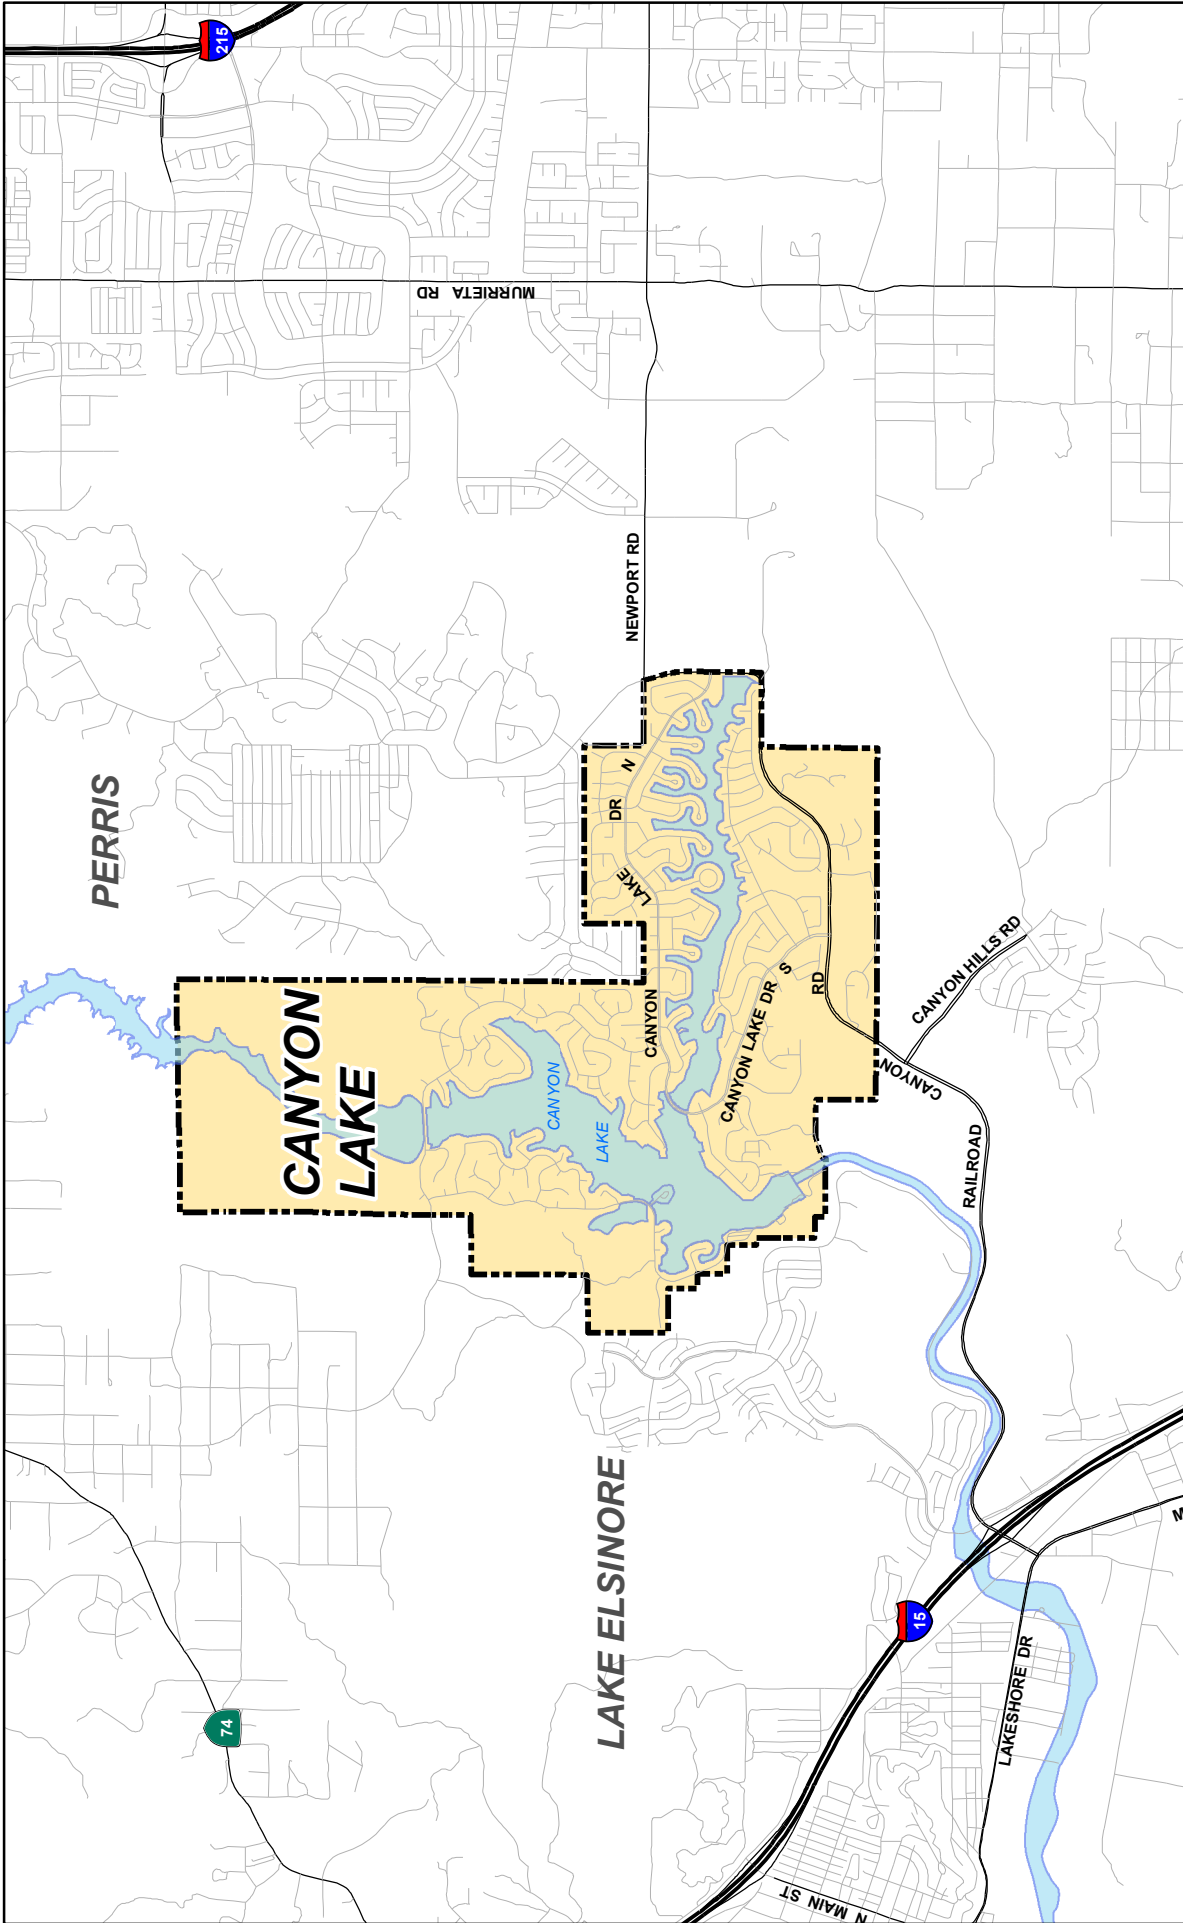 215
MURRIETA RD
NEWPORT RD
PERRIS
N
DR
LAKE
CANYON
CANYON LAKE DR S
RD
CANYON
RAILROAD
CANYON HILLS RD
CANYON
LAKE
CANYON
LAKE
LAKE ELSINORE
74
15
LAKESHORE DR
N MAIN ST
M